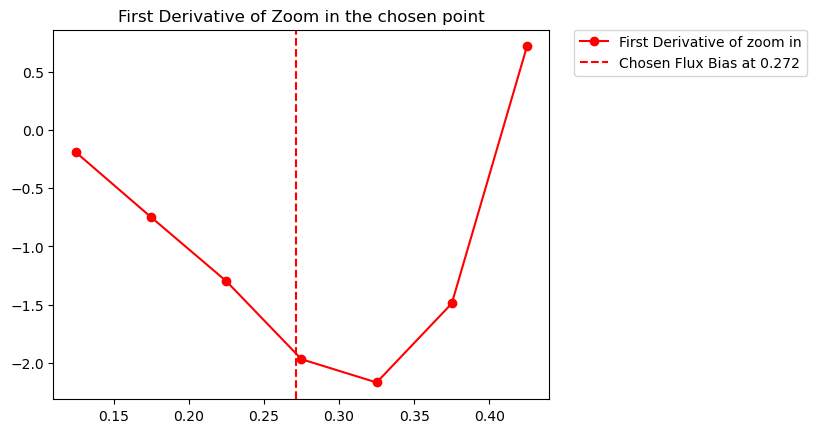 First Derivative of Zoom in the chosen point
First Derivative of zoom in
Chosen Flux Bias at 0.272
0.5
0.0
−0.5
−1.0
−1.5
−2.0
0.15 0.20 0.25 0.30 0.35 0.40